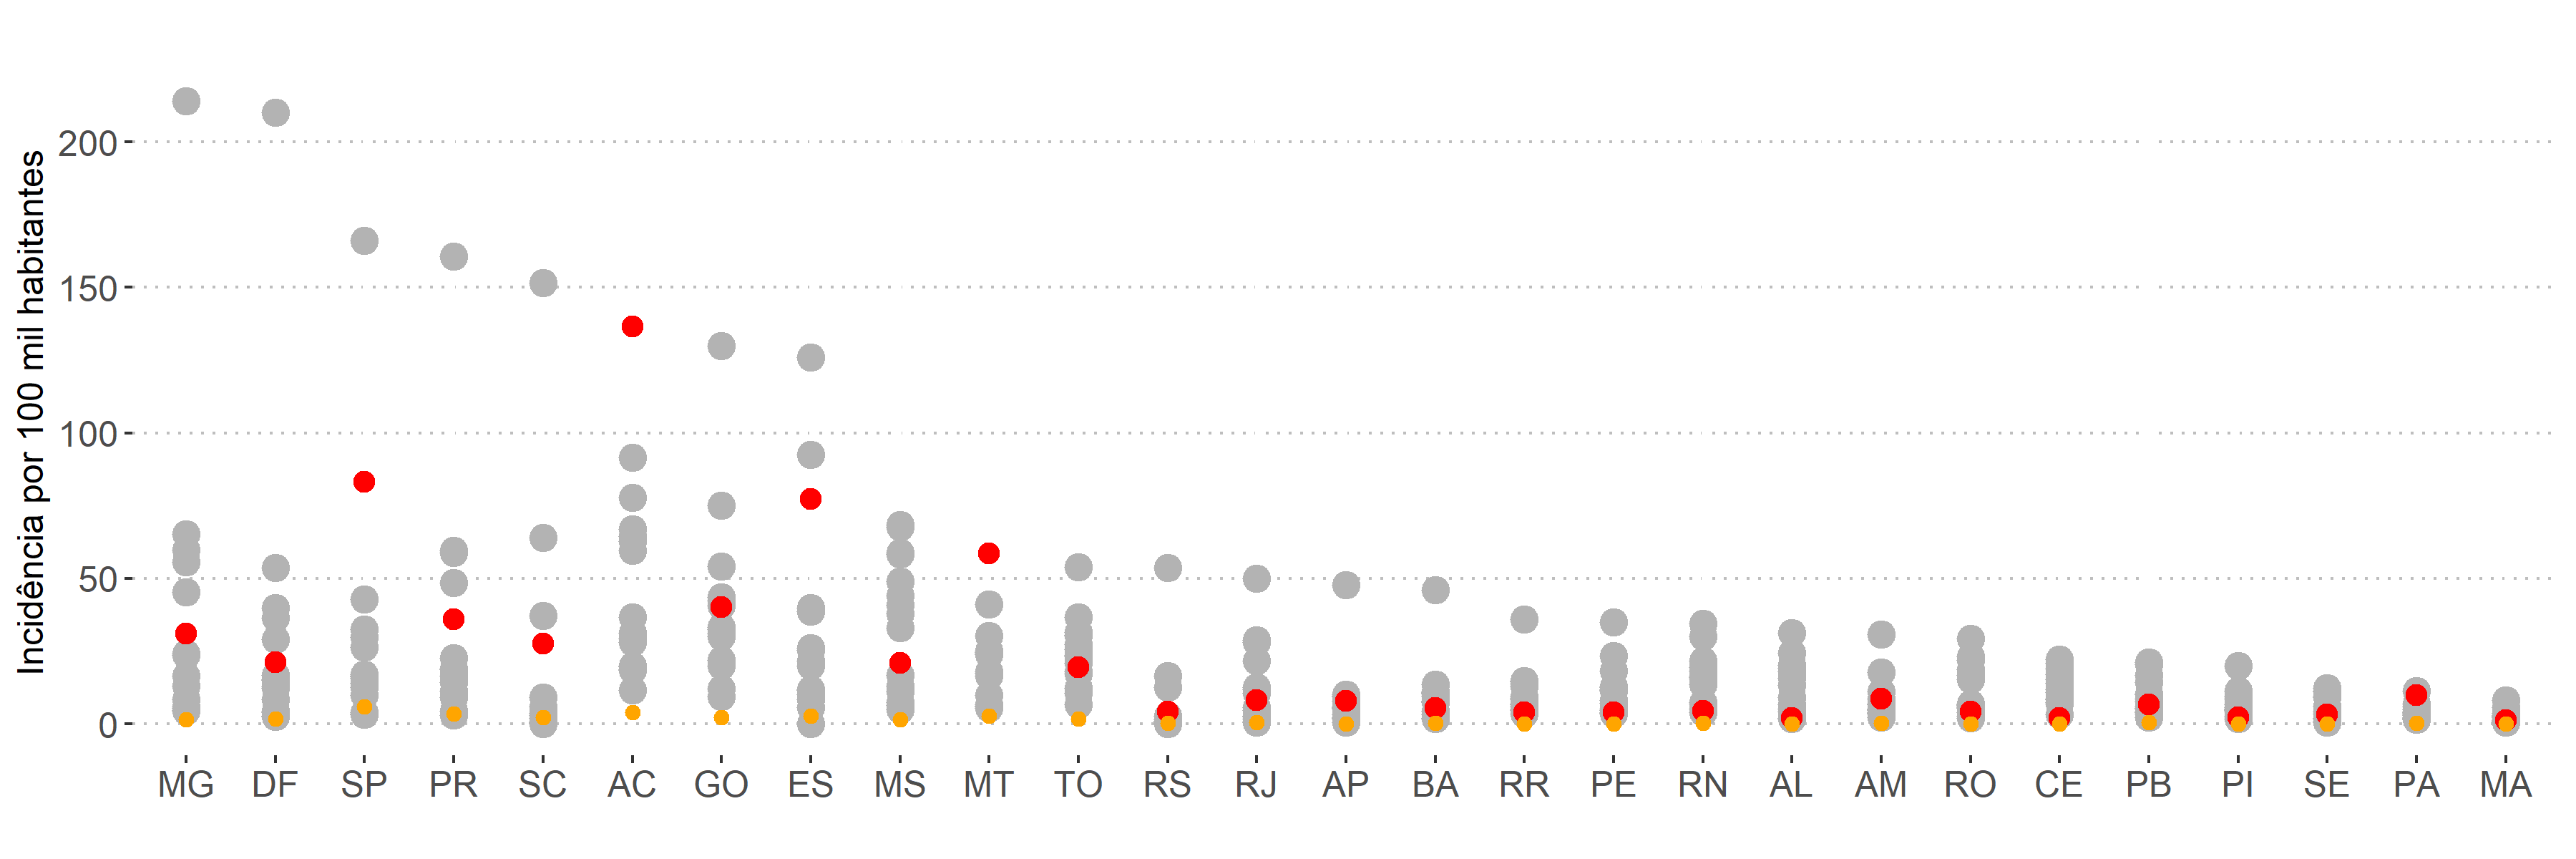 Incidência por 100 mil habitantes
200
150
100
50
0
MG DF SP PR SC AC GO ES MS MT TO RS RJ AP BA RR PE RN AL AM RO CE PB PI SE PA MA